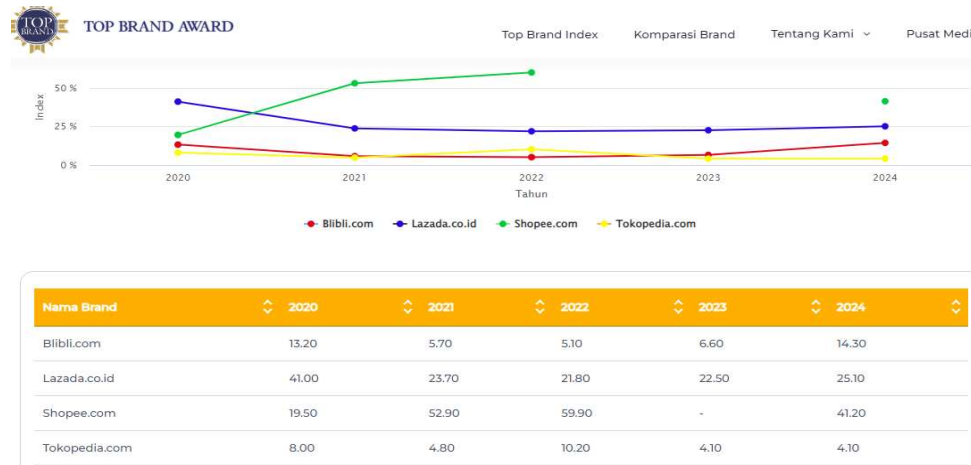 TOP
BRAND
TOP BRAND AWARD
Top Brand Index Komparasi Brand Tentang Kami Pusat Medi
50 %
25 %
0 %
Index
2020 2021 2022 2023 2024
Tahun
Blibli.com Lazada.co.id Shopee.com Tokopedia.com
Nama Brand 2020 2021 2022 2023 2024
Blibli.com 13.20 5.70 5.10 6.60 14.30
Lazada.co.id 41.00 23.70 21.80 22.50 25.10
Shopee.com 19.50 52.90 59.90 - 41.20
Tokopedia.com 8.00 4.80 10.20 4.10 4.10